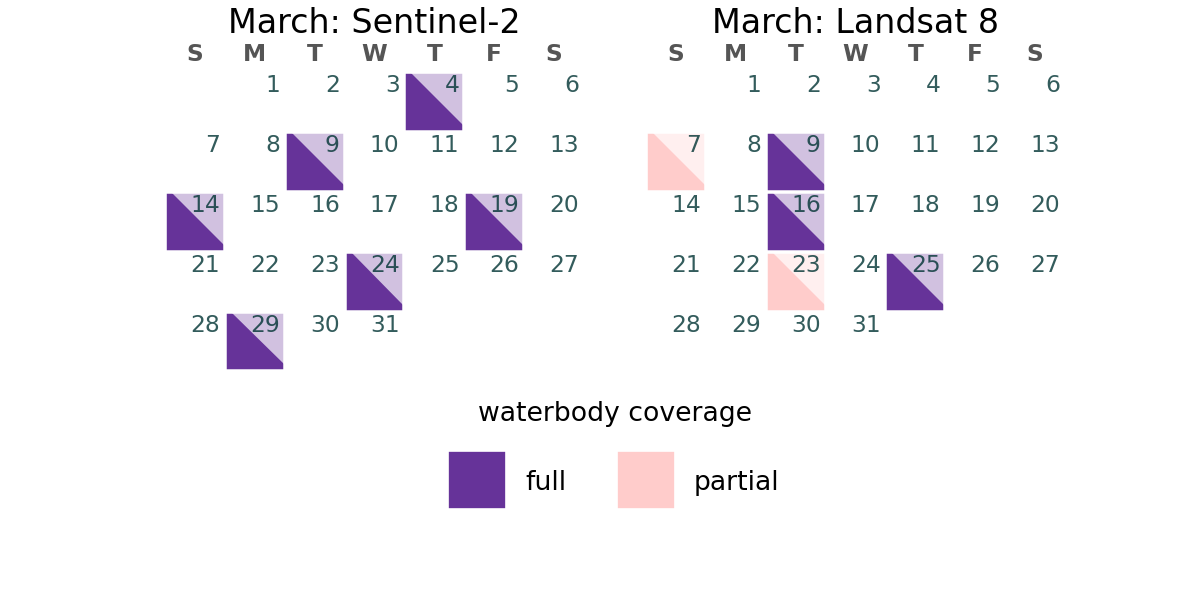 March: Sentinel-2
S M T W T F S
1 2 3 4 5 6
7 8 9 10 11 12 13
14 15 16 17 18 19 20
21 22 23 24 25 26 27
28 29 30 31
March: Landsat 8
S M T W T F S
1 2 3 4 5 6
7 8 9 10 11 12 13
14 15 16 17 18 19 20
21 22 23 24 25 26 27
28 29 30 31
waterbody coverage
full partial